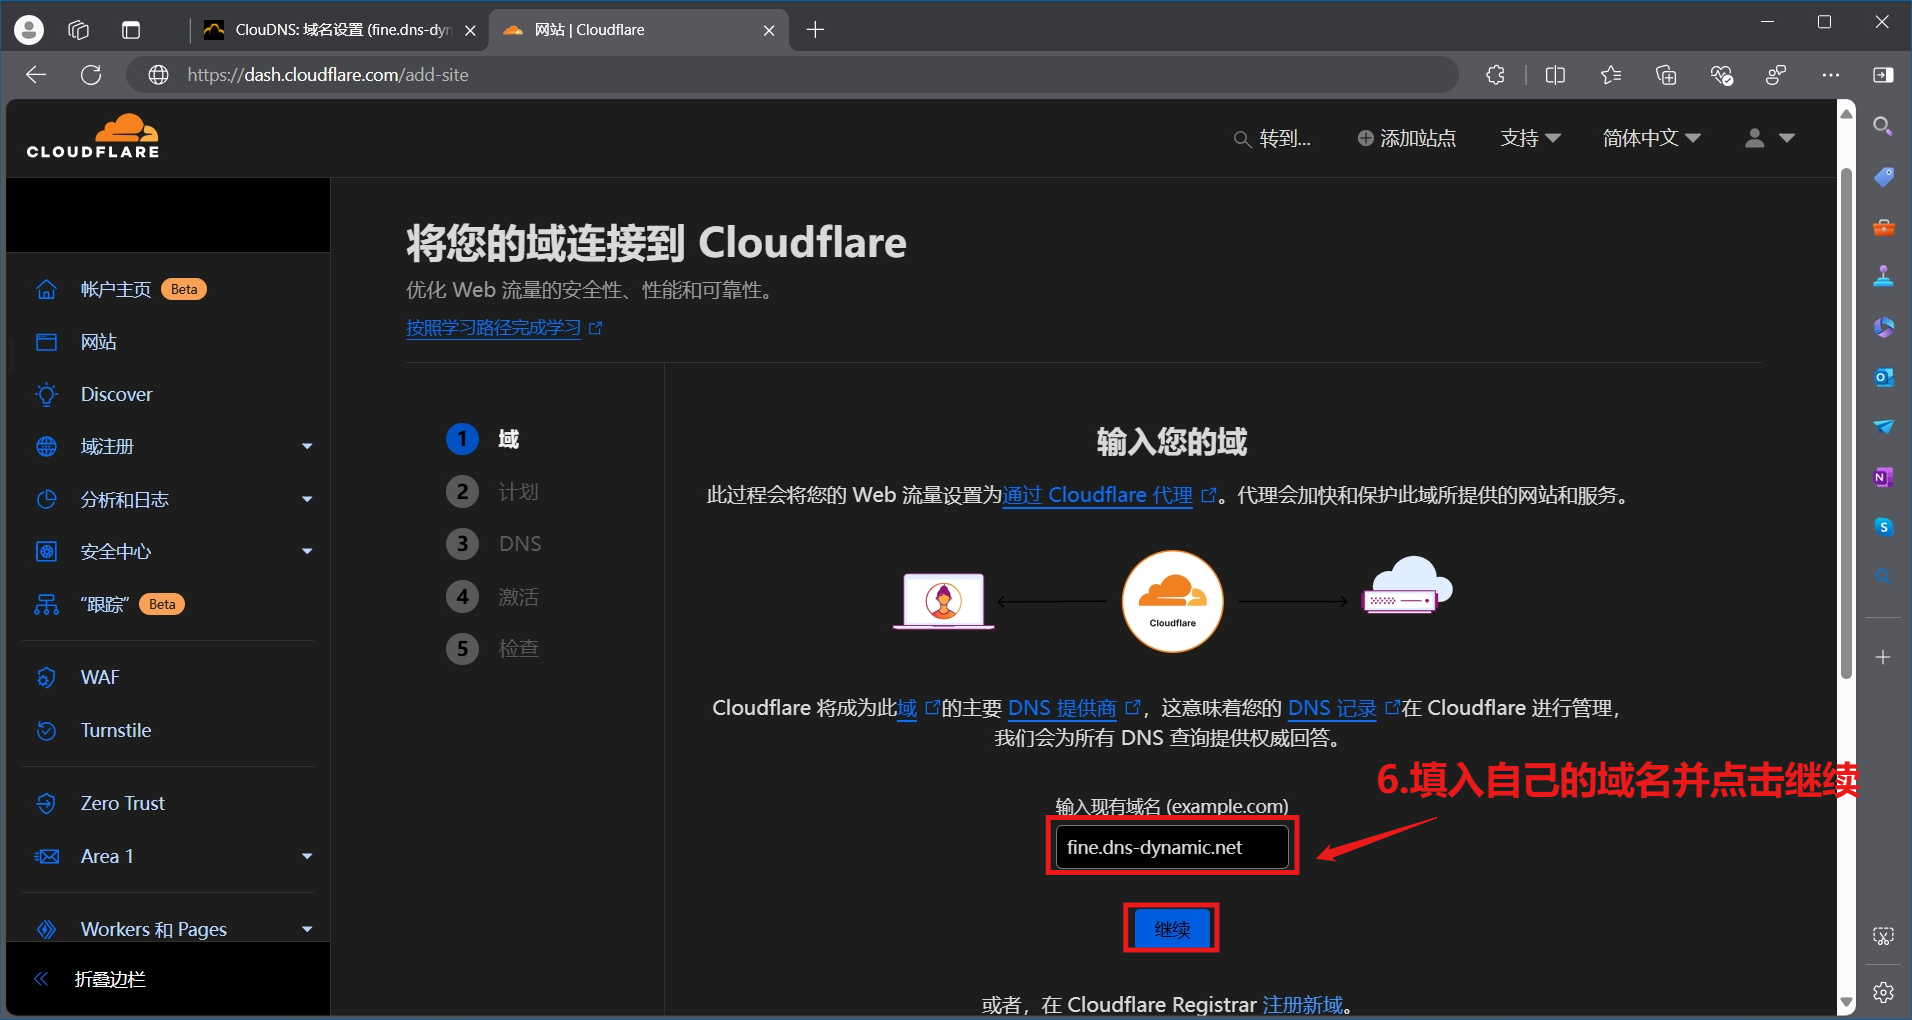 ClouDNS: 域名设置 (fine.dns-dyn
网站 | Cloudflare
https://dash.cloudflare.com/add-site
CLOUDFLARE
转到...
添加站点
支持
简体中文
帐户主页 Beta
网站
Discover
域注册
分析和日志
安全中心
“跟踪” Beta
WAF
Turnstile
Zero Trust
Area 1
Workers 和 Pages
折叠边栏
将您的域连接到 Cloudflare
优化 Web 流量的安全性、性能和可靠性。
按照学习路径完成学习
1 域
2 计划
3 DNS
4 激活
5 检查
输入您的域
此过程会将您的 Web 流量设置为通过 Cloudflare 代理。代理会加快和保护此域所提供的网站和服务。
Cloudflare
Cloudflare 将成为此域的主要 DNS 提供商，这意味着您的 DNS 记录在 Cloudflare 进行管理，
我们会为所有 DNS 查询提供权威回答。
6.填入自己的域名并点击继续
输入现有域名 (example.com)
fine.dns-dynamic.net
继续
或者，在 Cloudflare Registrar 注册新域。